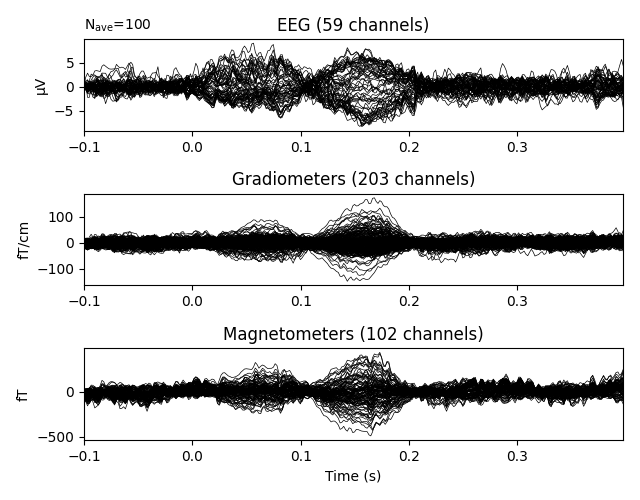 N_ave=100
EEG (59 channels)
µV
5
0
−5
−0.1 0.0 0.1 0.2 0.3
Gradiometers (203 channels)
fT/cm
100
0
−100
−0.1 0.0 0.1 0.2 0.3
Magnetometers (102 channels)
fT
0
−500
−0.1 0.0 0.1 0.2 0.3
Time (s)